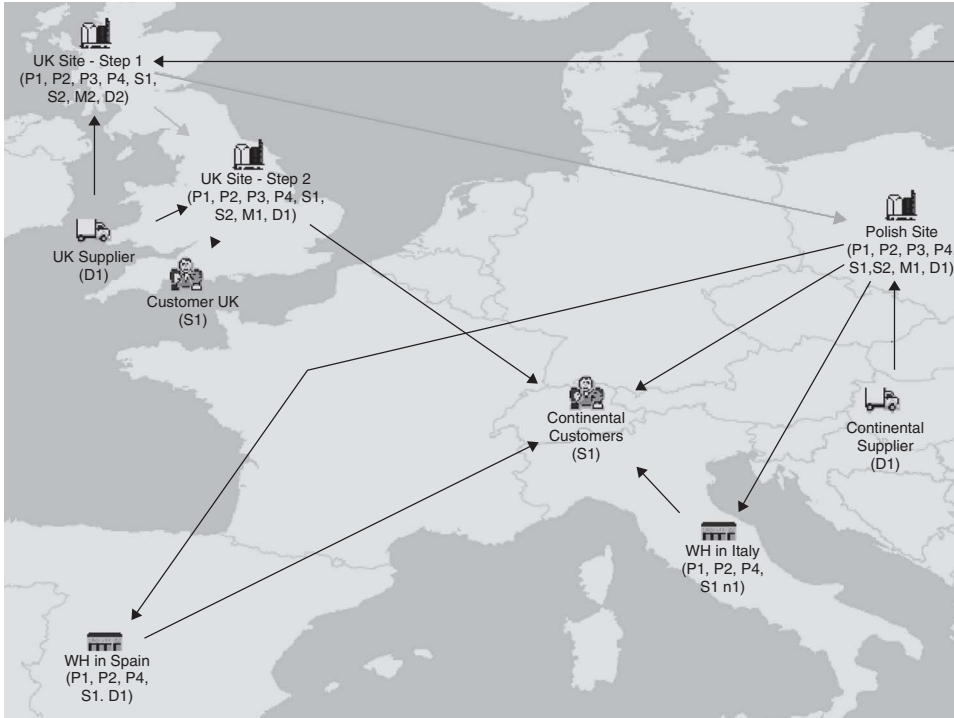 UK Site - Step 1
(P1, P2, P3, P4, S1,
S2, M2, D2)
UK Site - Step 2
(P1, P2, P3, P4, S1,
S2, M1, D1)
UK Supplier
(D1)
Customer UK
(S1)
Polish Site
(P1, P2, P3, P4
S1,S2, M1, D1)
Continental
Customers
(S1)
Continental
Supplier
(D1)
WH in Italy
(P1, P2, P4,
S1 n1)
WH in Spain
(P1, P2, P4,
S1. D1)